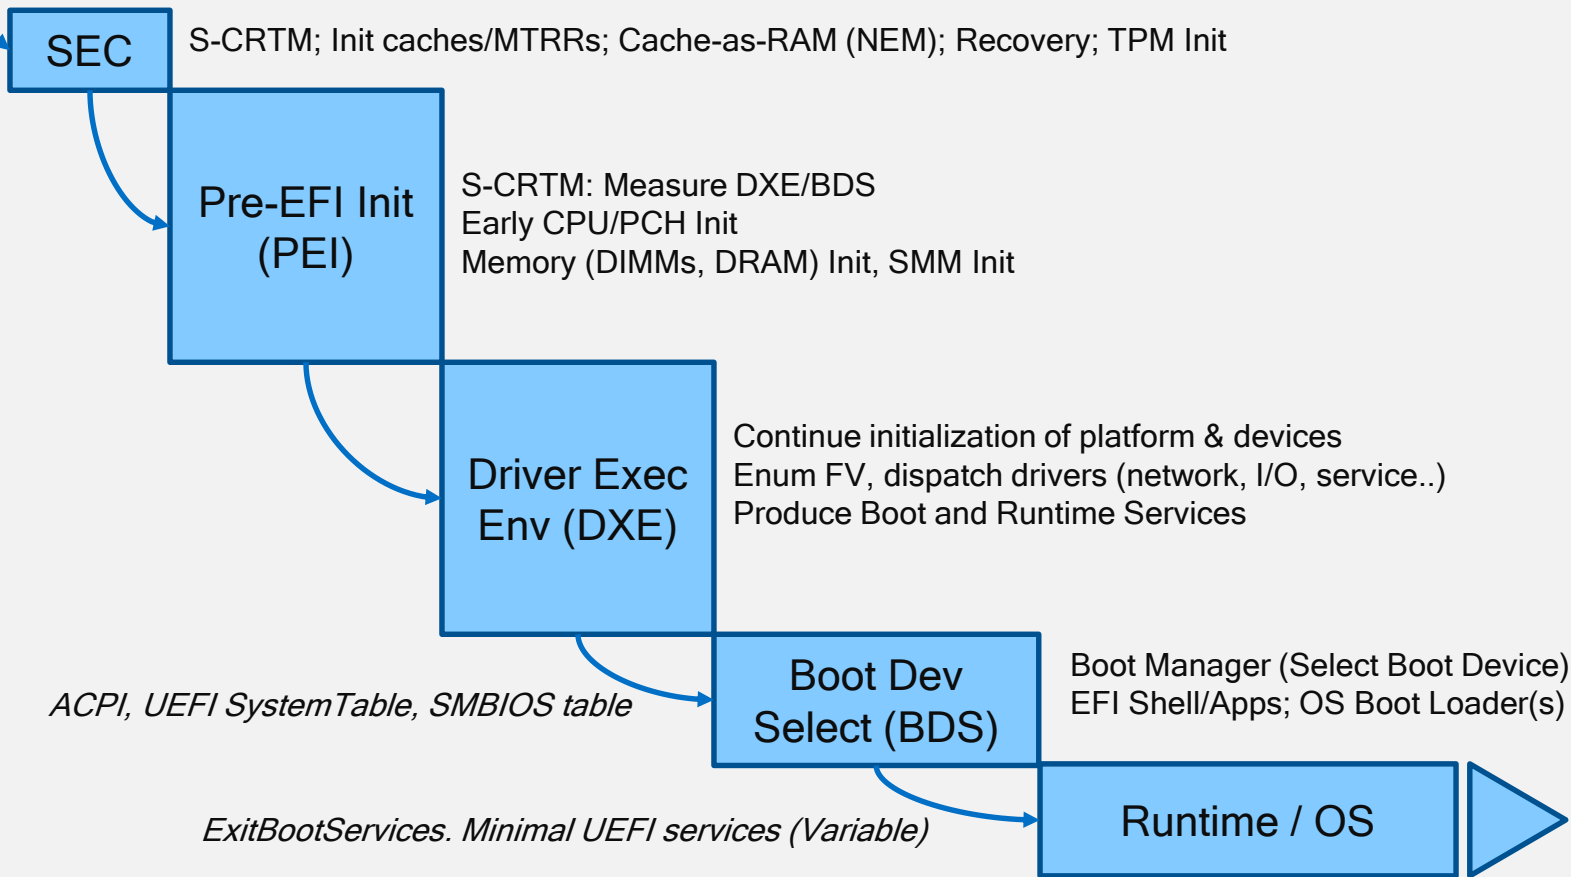 SEC
S-CRTM; Init caches/MTRRs; Cache-as-RAM (NEM); Recovery; TPM Init
Pre-EFI Init
(PEI)
S-CRTM: Measure DXE/BDS
Early CPU/PCH Init
Memory (DIMMs, DRAM) Init, SMM Init
Driver Exec
Env (DXE)
Continue initialization of platform & devices
Enum FV, dispatch drivers (network, I/O, service..)
Produce Boot and Runtime Services
Boot Dev
Select (BDS)
Boot Manager (Select Boot Device)
EFI Shell/Apps; OS Boot Loader(s)
ACPI, UEFI SystemTable, SMBIOS table
Runtime / OS
ExitBootServices. Minimal UEFI services (Variable)